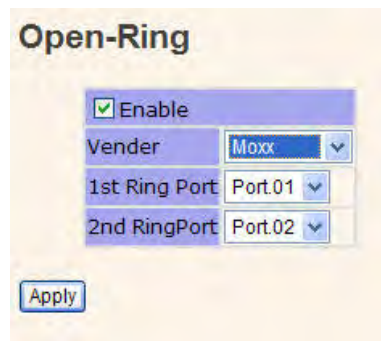 Open-Ring
Enable
Vender Moxx
1st Ring Port Port.01
2nd RingPort Port.02
Apply